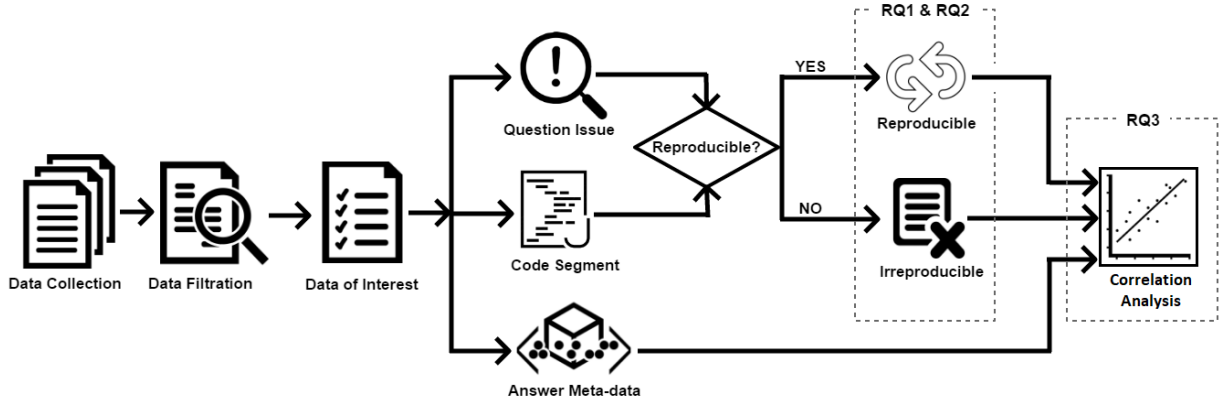 RQ1 & RQ2
YES
Question Issue
Reproducible?
Reproducible
RQ3
NO
Code Segment
Irreproducible
Data Collection
Data Filtration
Data of Interest
Correlation
Analysis
Answer Meta-data